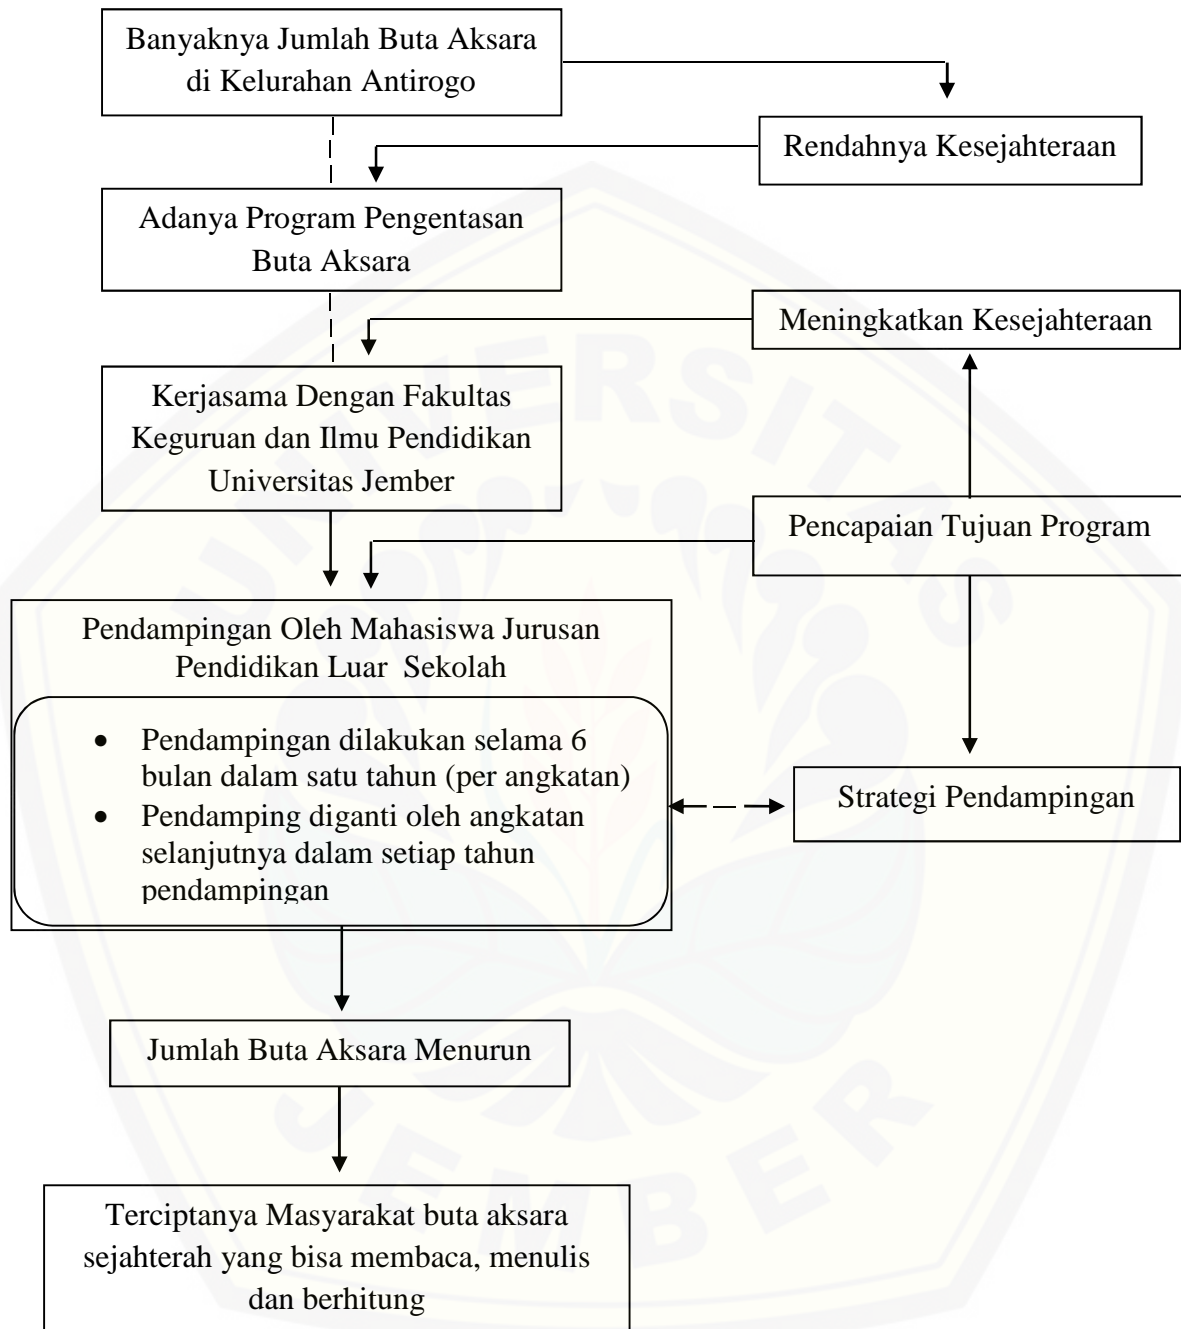 Banyaknya Jumlah Buta Aksara
di Kelurahan Antirogo
Rendahnya Kesejahteraan
Adanya Program Pengentasan
Buta Aksara
Meningkatkan Kesejahteraan
Kerjasama Dengan Fakultas
Keguruan dan Ilmu Pendidikan
Universitas Jember
Pencapaian Tujuan Program
Pendampingan Oleh Mahasiswa Jurusan
Pendidikan Luar Sekolah
• Pendampingan dilakukan selama 6
bulan dalam satu tahun (per angkatan)
• Pendamping diganti oleh angkatan
selanjutnya dalam setiap tahun
pendampingan
Strategi Pendampingan
Jumlah Buta Aksara Menurun
Terciptanya Masyarakat buta aksara
sejahterah yang bisa membaca, menulis
dan berhitung
UNIVERSITAS
JEMBER